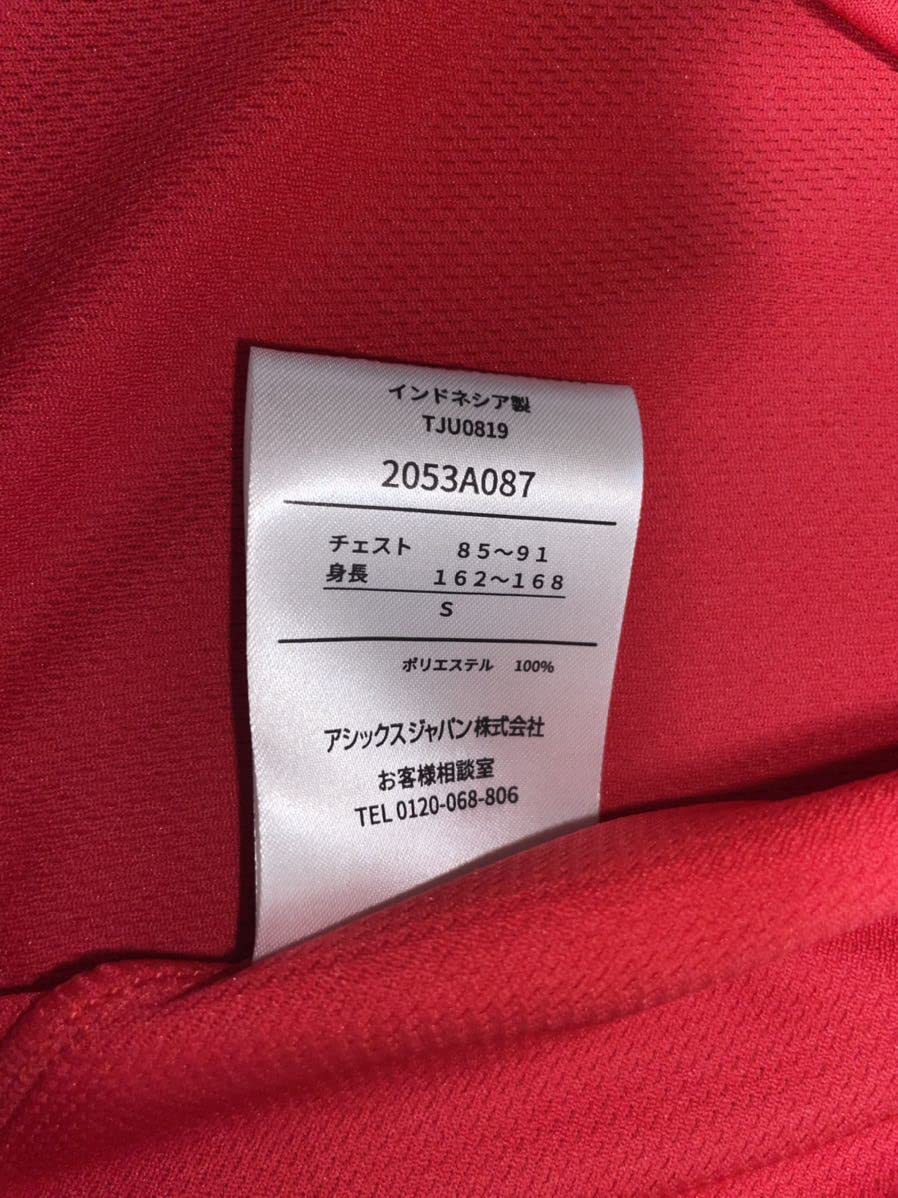 インドネシア製
TJU0819
2053A087
チェスト　８５～９１
身長　１６２～１６８
S
ポリエステル　100%
アシックスジャパン株式会社
お客様相談室
TEL 0120-068-806